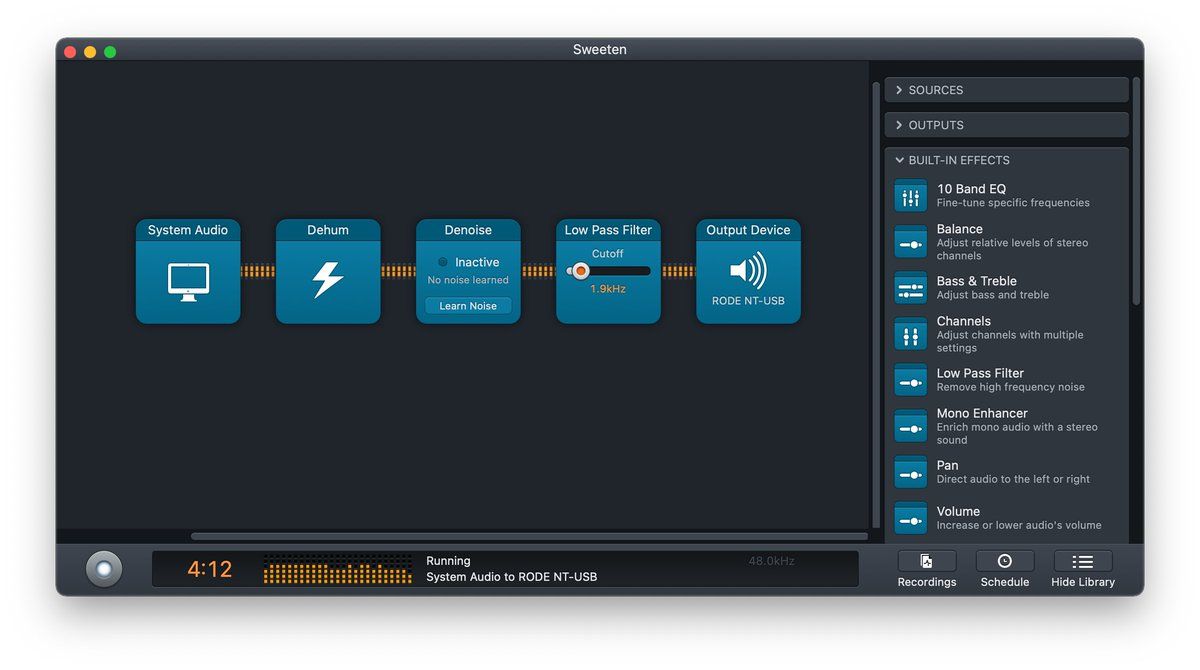 Sweeten
System Audio
Dehum
Denoise
Inactive
No noise learned
Learn Noise
Low Pass Filter
Cutoff
1.9kHz
Output Device
RODE NT-USB
SOURCES
OUTPUTS
BUILT-IN EFFECTS
10 Band EQ
Fine-tune specific frequencies
Balance
Adjust relative levels of stereo
channels
Bass & Treble
Adjust bass and treble
Channels
Adjust channels with multiple
settings
Low Pass Filter
Remove high frequency noise
Mono Enhancer
Enrich mono audio with a stereo
sound
Pan
Direct audio to the left or right
Volume
Increase or lower audio's volume
4:12
Running
48.0kHz
System Audio to RODE NT-USB
Recordings
Schedule
Hide Library